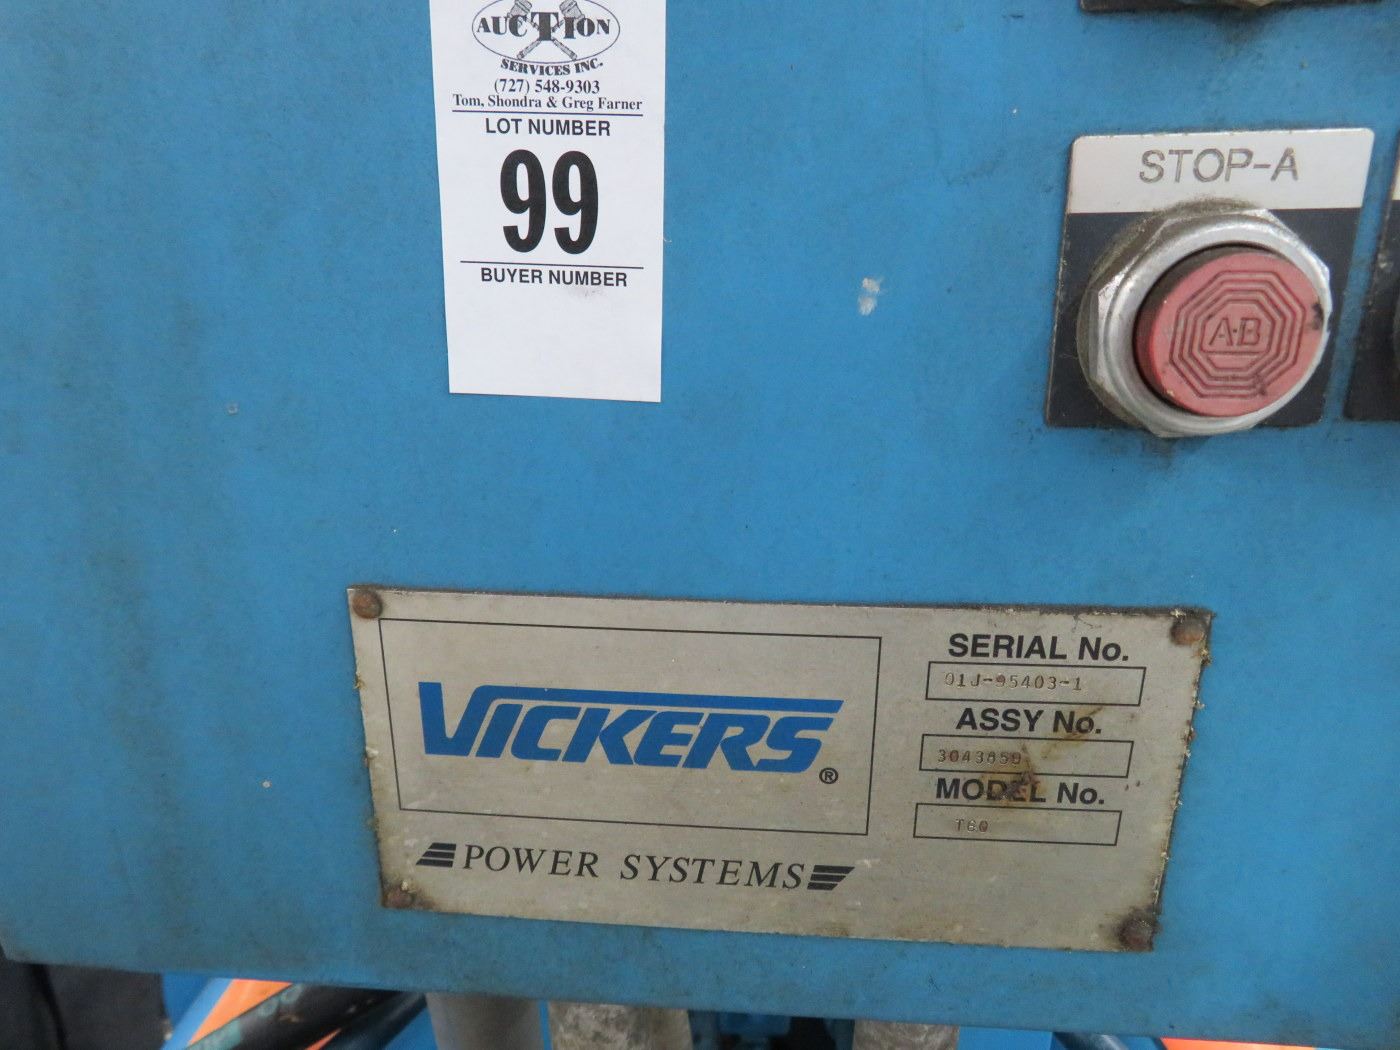 AUCTION
SERVICES INC.
(727) 548-9303
Tom, Shondra & Greg Farner
LOT NUMBER
99
BUYER NUMBER
STOP-A
A-B
VICKERS®
POWER SYSTEMS
SERIAL No.
01J-95403-1
ASSY No.
3043859
MODEL No.
T60